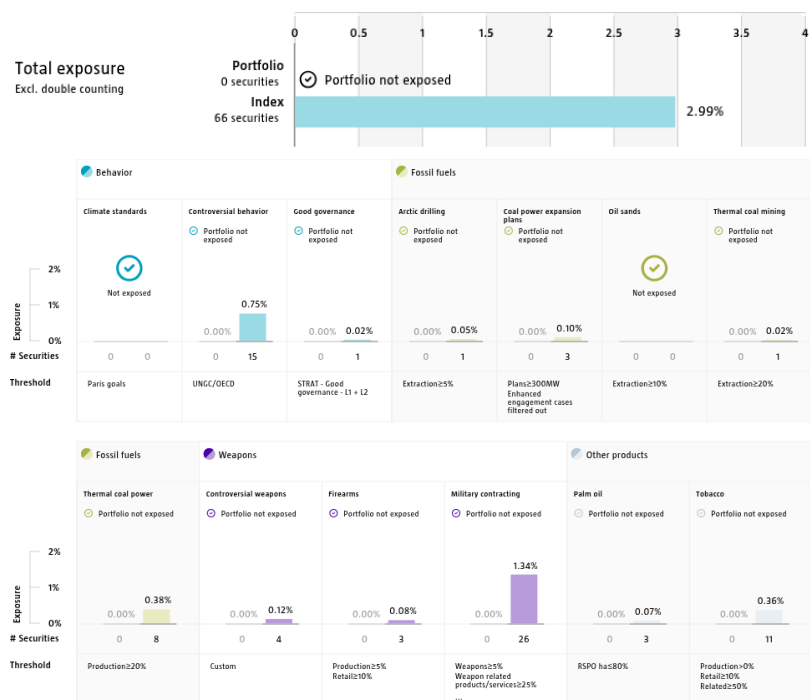 0 0.5 1 1.5 2 2.5 3 3.5 4
Total exposure
Excl. double counting
Portfolio
0 securities
Portfolio not exposed
Index
66 securities
2.99%
Behavior
Fossil fuels
Climate standards
Controversial behavior
Good governance
Arctic drilling
Coal power expansion
plans
Oil sands
Thermal coal mining
Portfolio not
exposed
Portfolio not
exposed
Portfolio not
exposed
Portfolio not
exposed
Portfolio not
exposed
Not exposed
Not exposed
Exposure
2%
1%
0%
0.00% 0.75%
0.00% 0.02%
0.00% 0.05%
0.00% 0.10%
0.00% 0.02%
# Securities 0 0 0 15 0 1 0 1 0 3 0 0 0 1
Threshold
Paris goals
UNGC/OECD
STRAT - Good
governance - L1 + L2
Extraction≥5%
Plans≥300MW
Enhanced
engagement cases
filtered out
Extraction≥10%
Extraction≥20%
Fossil fuels
Weapons
Other products
Thermal coal power
Controversial weapons
Firearms
Military contracting
Palm oil
Tobacco
Portfolio not exposed
Portfolio not exposed
Portfolio not exposed
Portfolio not exposed
Portfolio not exposed
Portfolio not exposed
Exposure
2%
1%
0%
0.00% 0.38%
0.00% 0.12%
0.00% 0.08%
0.00% 1.34%
0.00% 0.07%
0.00% 0.36%
# Securities 0 8 0 4 0 3 0 26 0 3 0 11
Threshold
Production≥20%
Custom
Production≥5%
Retail≥10%
Weapons≥5%
Weapon related
products/services≥25%
RSPO ha≤80%
Production>0%
Retail≥10%
Related≥50%